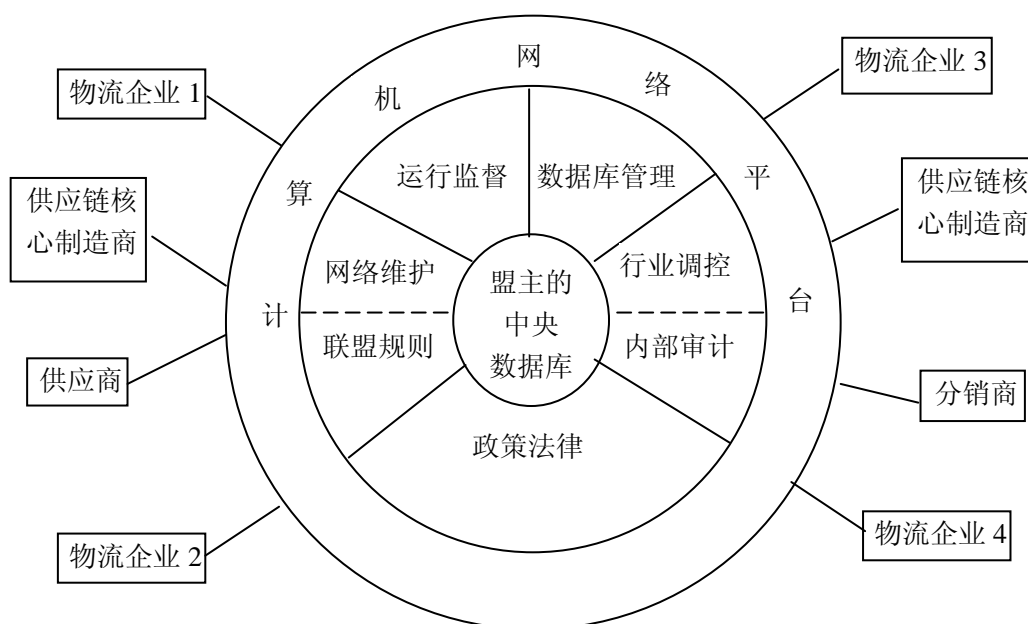 计算机网络平台
物流企业 1
物流企业 3
运行监督
数据库管理
供应链核
心制造商
供应链核
心制造商
网络维护
行业调控
盟主的
中央
数据库
联盟规则
内部审计
供应商
分销商
政策法律
物流企业 2
物流企业 4